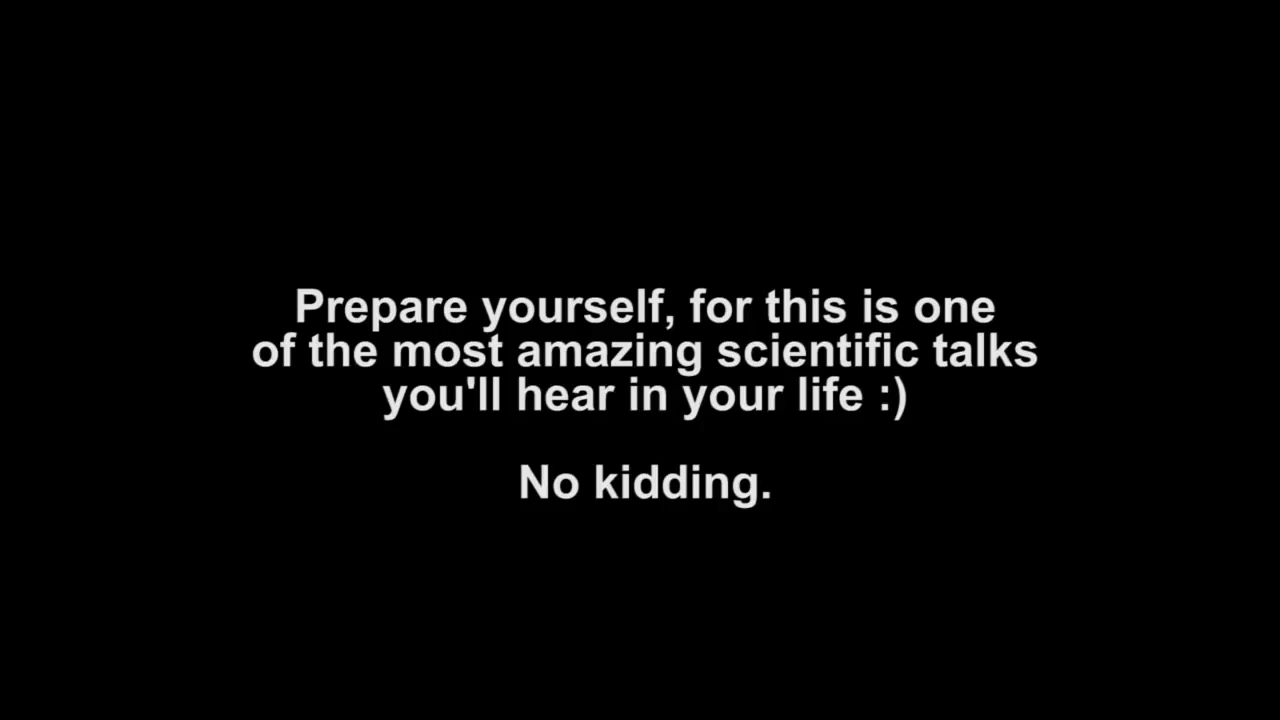 Prepare yourself, for this is one
of the most amazing scientific talks
you'll hear in your life :)
No kidding.